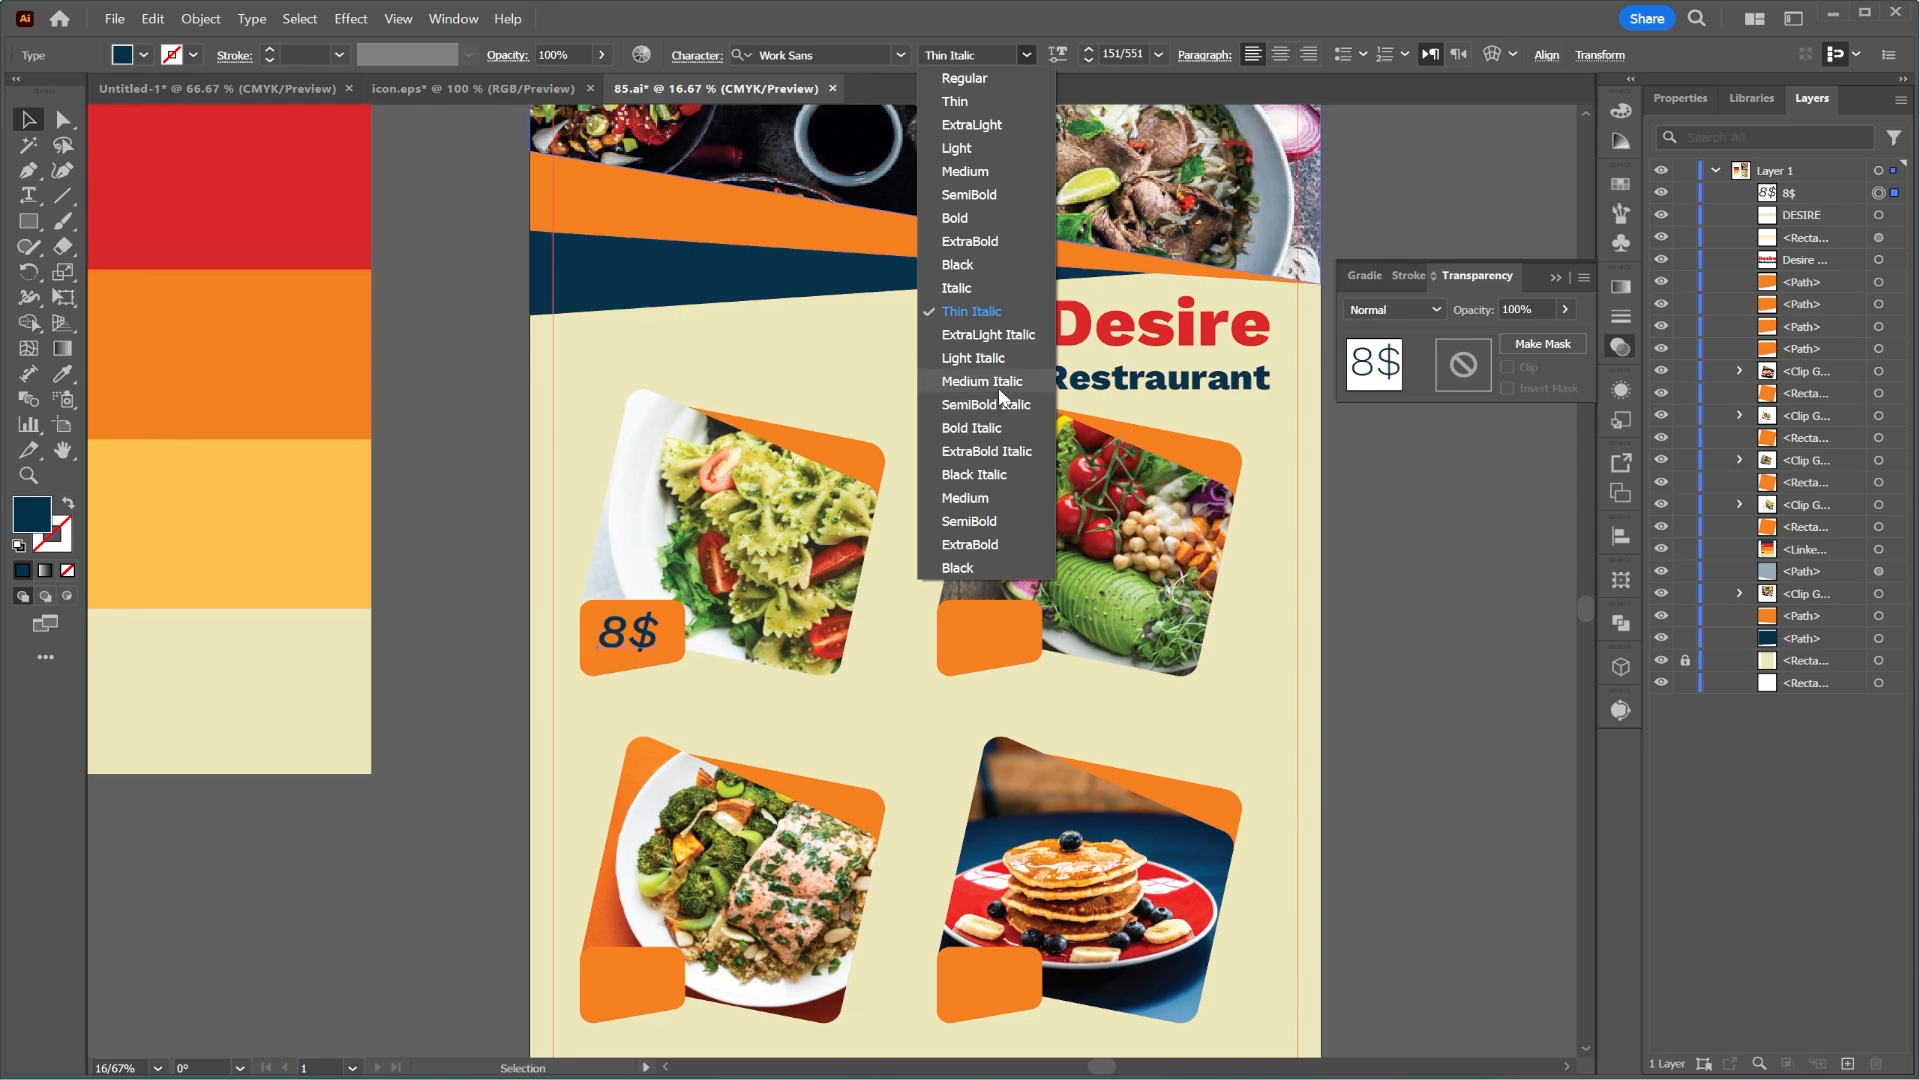 Ai File Edit Object Type Select Effect View Window Help Share
Type Stroke: Opacity: 100% Character: Work Sans Thin Italic 151/551 Paragraph: Align Transform
Untitled-1* @ 66.67 % (CMYK/Preview) × icon.eps* @ 100 % (RGB/Preview) × 85.ai* @ 16.67 % (CMYK/Preview) ×
Regular
Thin
ExtraLight
Light
Medium
SemiBold
Bold
ExtraBold
Black
Italic
Thin Italic
ExtraLight Italic
Light Italic
Medium Italic
SemiBold Italic
Bold Italic
ExtraBold Italic
Black Italic
Medium
SemiBold
ExtraBold
Black
Desire
Restraurant
8$
Gradie Stroke Transparency
Normal Opacity: 100%
8$
Make Mask
Clip
Invert Mask
Properties Libraries Layers
Search All
Layer 1
8$ 8$
DESIRE
<Recta...
Desire ...
<Path>
<Path>
<Path>
<Path>
<Clip G...
<Recta...
<Clip G...
<Recta...
<Clip G...
<Recta...
<Clip G...
<Recta...
<Linke...
<Path>
<Clip G...
<Path>
<Path>
<Recta...
<Recta...
1 Layer
16/67% 0° 1 Selection